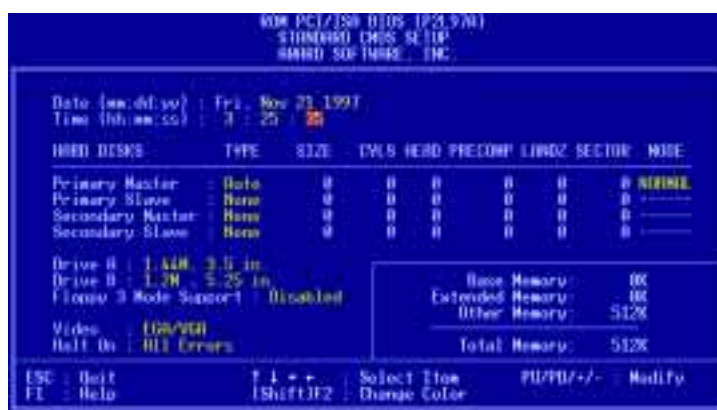 ROM PCI/ISA BIOS (P2L97A)
STANDARD CMOS SETUP
AWARD SOFTWARE, INC.
Date (mm:dd:yy) : Fri, Nov 21 1997
Time (hh:mm:ss) : 3 : 25 : 35
HARD DISKS TYPE SIZE CYLS HEAD PRECOMP LANDZ SECTOR MODE
Primary Master : Auto 0 0 0 0 0 0 NORMAL
Primary Slave : None 0 0 0 0 0 0 ------
Secondary Master : None 0 0 0 0 0 0 ------
Secondary Slave : None 0 0 0 0 0 0 ------
Drive A : 1.44M, 3.5 in.
Drive B : 1.2M , 5.25 in.
Floppy 3 Mode Support : Disabled
Base Memory: 0K
Extended Memory: 0K
Other Memory: 512K
Video : EGA/VGA
Halt On : All Errors
Total Memory: 512K
ESC : Quit ↑ ↓ → ← : Select Item PU/PD/+/- : Modify
F1 : Help (Shift)F2 : Change Color